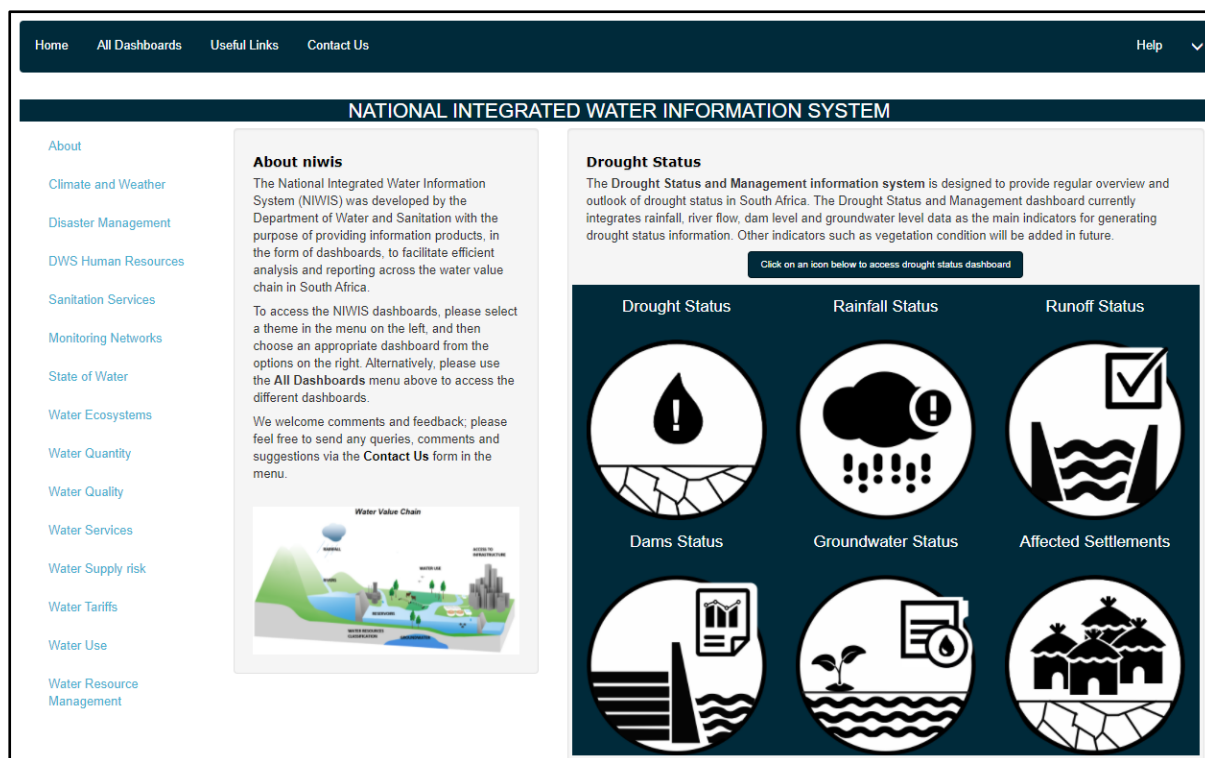 Home All Dashboards Useful Links Contact Us Help
NATIONAL INTEGRATED WATER INFORMATION SYSTEM
About
Climate and Weather
Disaster Management
DWS Human Resources
Sanitation Services
Monitoring Networks
State of Water
Water Ecosystems
Water Quantity
Water Quality
Water Services
Water Supply risk
Water Tariffs
Water Use
Water Resource
Management
About niwis
The National Integrated Water Information
System (NIWIS) was developed by the
Department of Water and Sanitation with the
purpose of providing information products, in
the form of dashboards, to facilitate efficient
analysis and reporting across the water value
chain in South Africa.
To access the NIWIS dashboards, please select
a theme in the menu on the left, and then
choose an appropriate dashboard from the
options on the right. Alternatively, please use
the All Dashboards menu above to access the
different dashboards.
We welcome comments and feedback; please
feel free to send any queries, comments and
suggestions via the Contact Us form in the
menu.
Water Value Chain
RAINFALL
ACCESS TO
INFRASTRUCTURE
WATER USE
RIVERS
RESERVOIRS
WATER RESOURCES
CLASSIFICATION
GROUNDWATER
Drought Status
The Drought Status and Management information system is designed to provide regular overview and
outlook of drought status in South Africa. The Drought Status and Management dashboard currently
integrates rainfall, river flow, dam level and groundwater level data as the main indicators for generating
drought status information. Other indicators such as vegetation condition will be added in future.
Click on an icon below to access drought status dashboard
Drought Status Rainfall Status Runoff Status
Dams Status Groundwater Status Affected Settlements